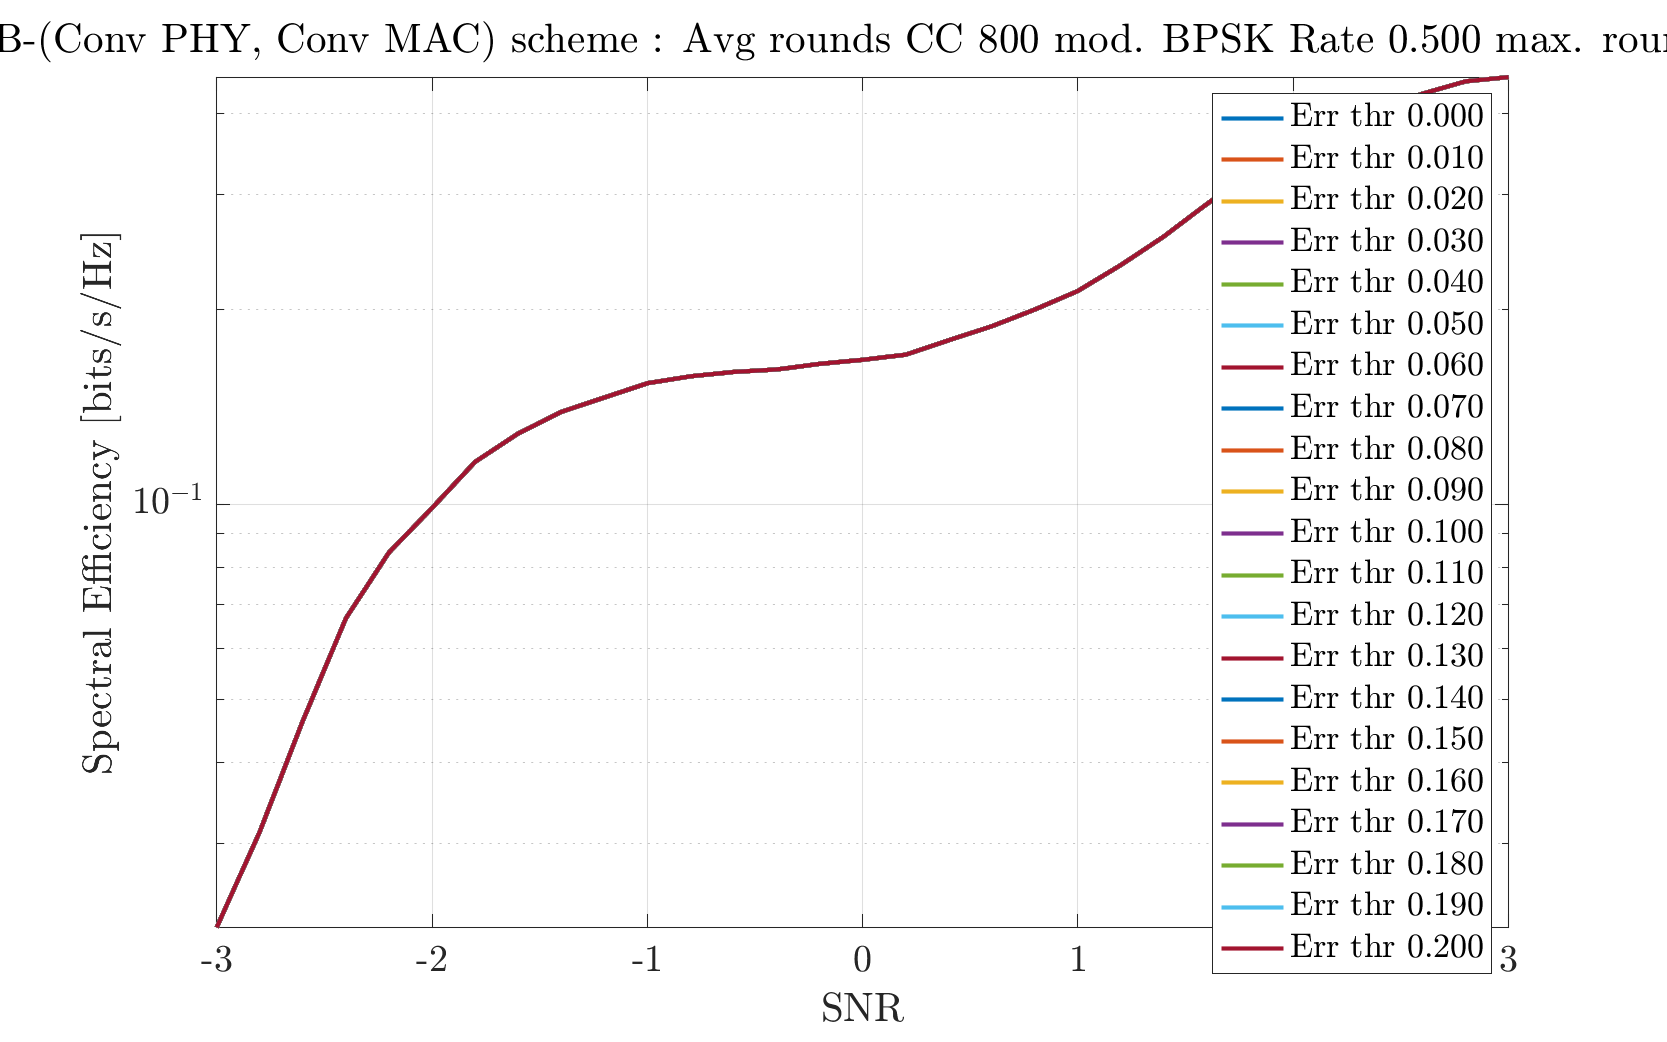 B-(Conv PHY, Conv MAC) scheme : Avg rounds CC 800 mod. BPSK Rate 0.500 max.
Spectral Efficiency [bits/s/Hz]
10⁻¹
Err thr 0.000
Err thr 0.010
Err thr 0.020
Err thr 0.030
Err thr 0.040
Err thr 0.050
Err thr 0.060
Err thr 0.070
Err thr 0.080
Err thr 0.090
Err thr 0.100
Err thr 0.110
Err thr 0.120
Err thr 0.130
Err thr 0.140
Err thr 0.150
Err thr 0.160
Err thr 0.170
Err thr 0.180
Err thr 0.190
Err thr 0.200
-3 -2 -1 0 1 3
SNR